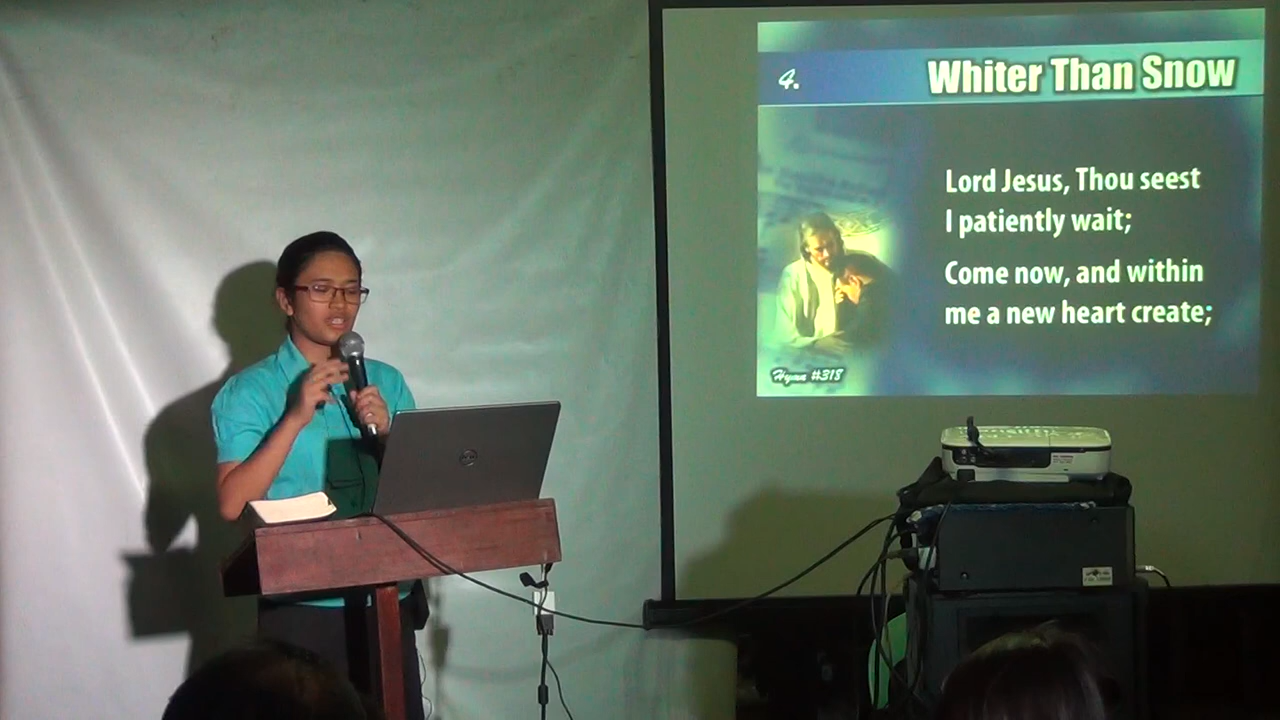 4.
Whiter Than Snow
Lord Jesus, Thou seest
I patiently wait;
Come now, and within
me a new heart create;
Hymn #318
DELL